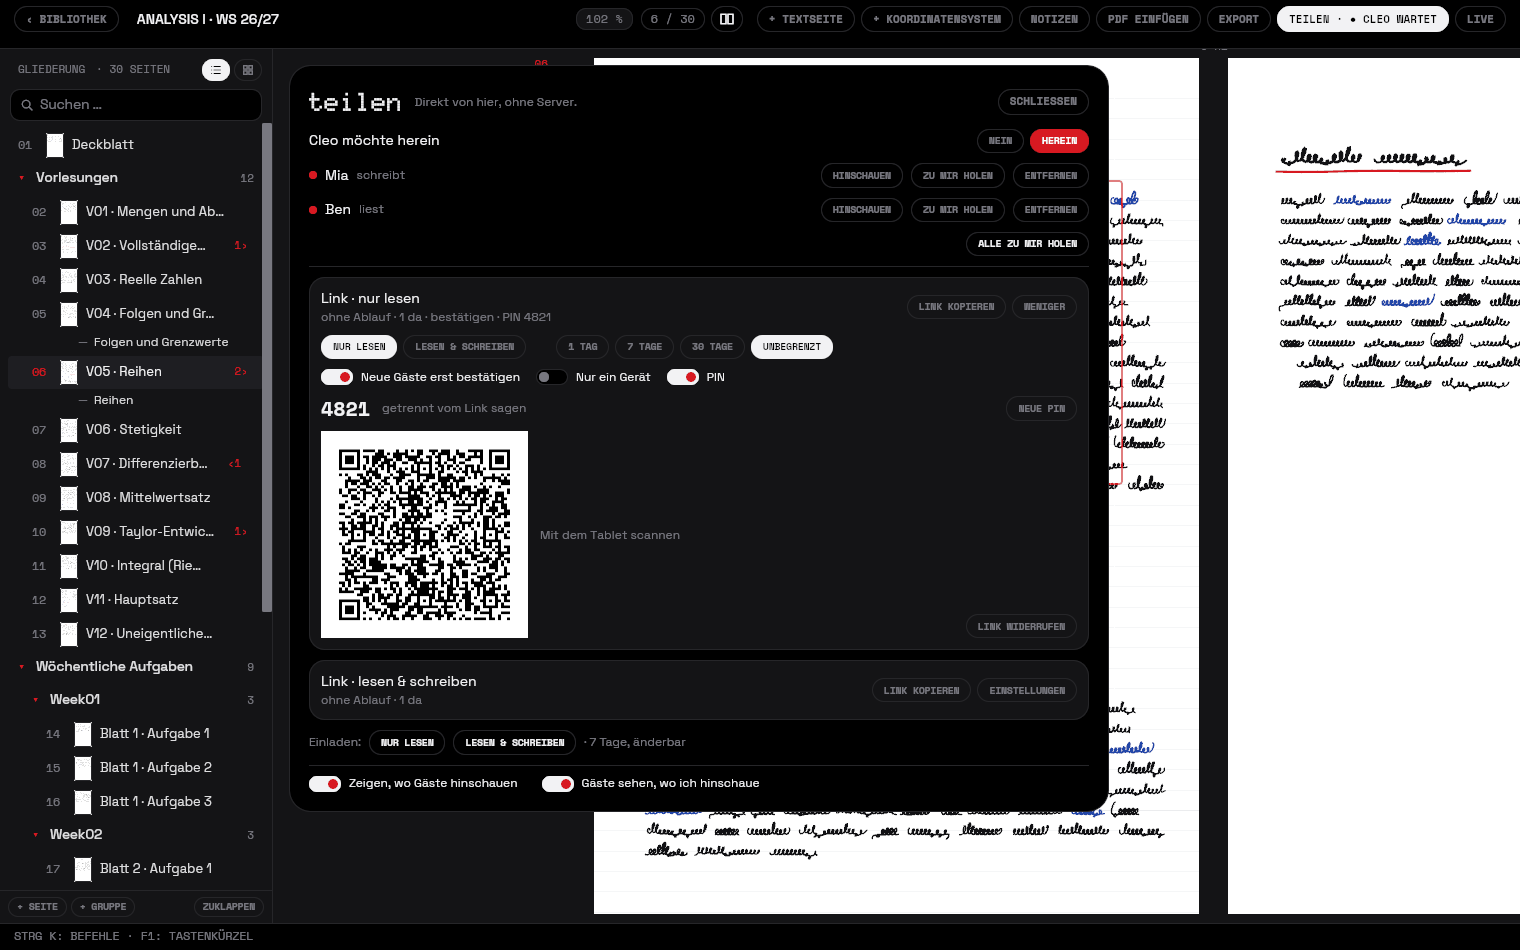 ‹ BIBLIOTHEK
ANALYSIS I · WS 26/27
102 %
6 / 30
+ TEXTSEITE
+ KOORDINATENSYSTEM
NOTIZEN
PDF EINFÜGEN
EXPORT
TEILEN · • CLEO WARTET
LIVE
GLIEDERUNG · 30 SEITEN
Suchen …
01 Deckblatt
Vorlesungen 12
02 V01 · Mengen und Ab…
03 V02 · Vollständige… 1›
04 V03 · Reelle Zahlen
05 V04 · Folgen und Gr…
— Folgen und Grenzwerte
06 V05 · Reihen 2›
— Reihen
07 V06 · Stetigkeit
08 V07 · Differenzierb… ‹1
09 V08 · Mittelwertsatz
10 V09 · Taylor-Entwic… 1›
11 V10 · Integral (Rie…
12 V11 · Hauptsatz
13 V12 · Uneigentliche…
Wöchentliche Aufgaben 9
Week01 3
14 Blatt 1 · Aufgabe 1
15 Blatt 1 · Aufgabe 2
16 Blatt 1 · Aufgabe 3
Week02 3
17 Blatt 2 · Aufgabe 1
+ SEITE
+ GRUPPE
ZUKLAPPEN
STRG K: BEFEHLE · F1: TASTENKÜRZEL
06
teilen Direkt von hier, ohne Server.
SCHLIESSEN
Cleo möchte herein
NEIN
HEREIN
Mia schreibt
HINSCHAUEN
ZU MIR HOLEN
ENTFERNEN
Ben liest
HINSCHAUEN
ZU MIR HOLEN
ENTFERNEN
ALLE ZU MIR HOLEN
Link · nur lesen
ohne Ablauf · 1 da · bestätigen · PIN 4821
LINK KOPIEREN
WENIGER
NUR LESEN
LESEN & SCHREIBEN
1 TAG
7 TAGE
30 TAGE
UNBEGRENZT
Neue Gäste erst bestätigen
Nur ein Gerät
PIN
4821 getrennt vom Link sagen
NEUE PIN
Mit dem Tablet scannen
LINK WIDERRUFEN
Link · lesen & schreiben
ohne Ablauf · 1 da
LINK KOPIEREN
EINSTELLUNGEN
Einladen:
NUR LESEN
LESEN & SCHREIBEN
· 7 Tage, änderbar
Zeigen, wo Gäste hinschauen
Gäste sehen, wo ich hinschaue